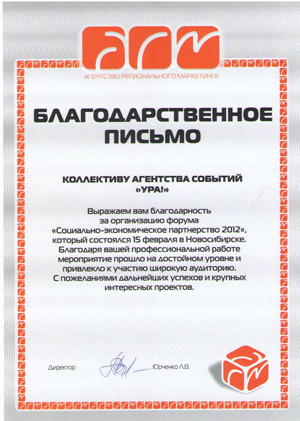 АРМ
АГЕНТСТВО РЕГИОНАЛЬНОГО МАРКЕТИНГА
БЛАГОДАРСТВЕННОЕ
ПИСЬМО
КОЛЛЕКТИВУ АГЕНТСТВА СОБЫТИЙ
«УРА!»
Выражаем вам благодарность
за организацию форума
«Социально-экономическое партнерство 2012»,
который состоялся 15 февраля в Новосибирске.
Благодаря вашей профессиональной работе
мероприятие прошло на достойном уровне и
привлекло к участию широкую аудиторию.
С пожеланиями дальнейших успехов и крупных
интересных проектов.
Директор Юрченко Л.В.